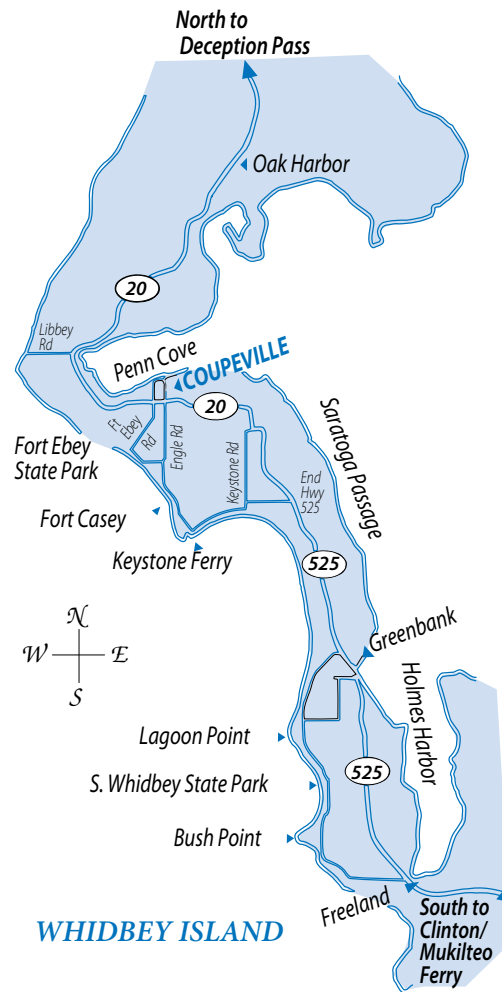 North to
Deception Pass
Oak Harbor
20
Libbey
Rd
Penn Cove
COUPEVILLE
20
Ft
Ebey
Rd
Engle Rd
Keystone Rd
Saratoga Passage
Fort Ebey
State Park
End
Hwy
525
Fort Casey
Keystone Ferry
525
N
W
E
S
Greenbank
Holmes Harbor
Lagoon Point
525
S. Whidbey State Park
Bush Point
Freeland
South to
Clinton/
Mukilteo
Ferry
WHIDBEY ISLAND